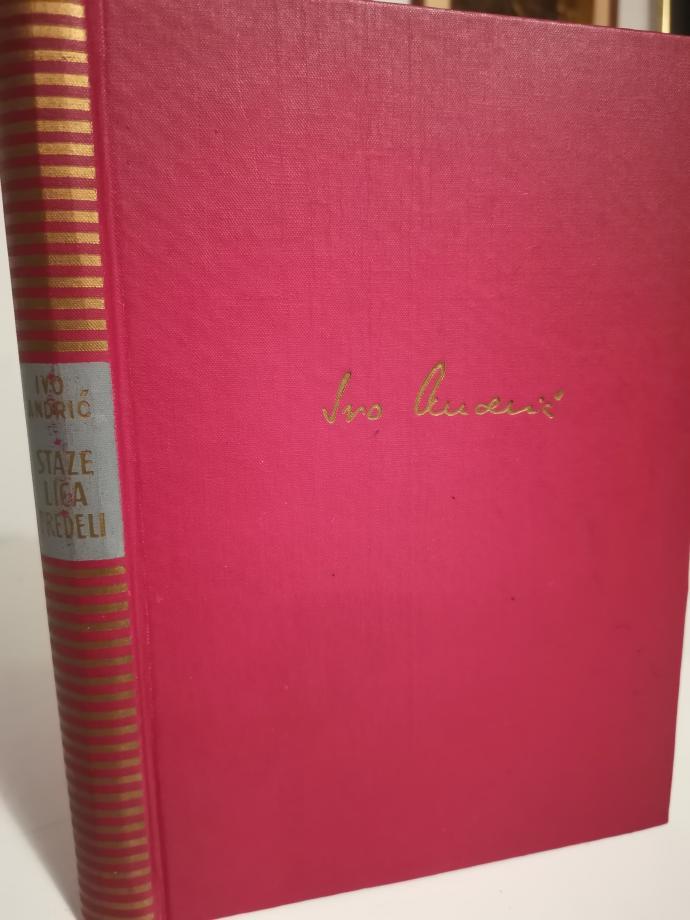 IVO
ANDRIĆ
STAZE
LICA
PREDELI
Ivo Andrić